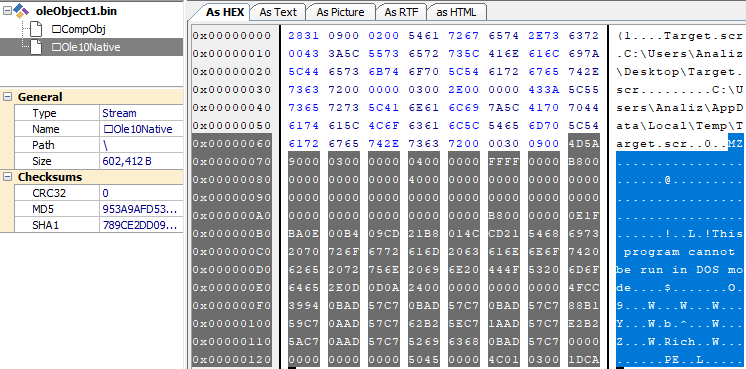 oleObject1.bin
□CompObj
□Ole10Native
General
Type Stream
Name □Ole10Native
Path \
Size 602,412 B
Checksums
CRC32 0
MD5 953A9AFD53...
SHA1 789CE2DD09...
As HEX As Text As Picture As RTF as HTML
0x00000000 2831 0900 0200 5461 7267 6574 2E73 6372 (1....Target.scr
0x00000010 0043 3A5C 5573 6572 735C 416E 616C 697A .C:\Users\Analiz
0x00000020 5C44 6573 6B74 6F70 5C54 6172 6765 742E \Desktop\Target.
0x00000030 7363 7200 0000 0300 2E00 0000 433A 5C55 scr.........C:\U
0x00000040 7365 7273 5C41 6E61 6C69 7A5C 4170 7044 sers\Analiz\AppD
0x00000050 6174 615C 4C6F 6361 6C5C 5465 6D70 5C54 ata\Local\Temp\T
0x00000060 6172 6765 742E 7363 7200 0030 0900 4D5A arget.scr..0..MZ
0x00000070 9000 0300 0000 0400 0000 FFFF 0000 B800 ................
0x00000080 0000 0000 0000 4000 0000 0000 0000 0000 ......@.........
0x00000090 0000 0000 0000 0000 0000 0000 0000 0000 ................
0x000000A0 0000 0000 0000 0000 0000 B800 0000 0E1F ................
0x000000B0 BA0E 00B4 09CD 21B8 014C CD21 5468 6973 ......!..L.!This
0x000000C0 2070 726F 6772 616D 2063 616E 6E6F 7420 program cannot
0x000000D0 6265 2072 756E 2069 6E20 444F 5320 6D6F be run in DOS mo
0x000000E0 6465 2E0D 0D0A 2400 0000 0000 0000 4FCC de....$.......O.
0x000000F0 3994 0BAD 57C7 0BAD 57C7 0BAD 57C7 88B1 9...W...W...W...
0x00000100 59C7 0AAD 57C7 62B2 5EC7 1AAD 57C7 E2B2 Y...W.b.^...W...
0x00000110 5AC7 0AAD 57C7 5269 6368 0BAD 57C7 0000 Z...W.Rich..W...
0x00000120 0000 0000 0000 5045 0000 4C01 0300 1DCA ......PE..L.....